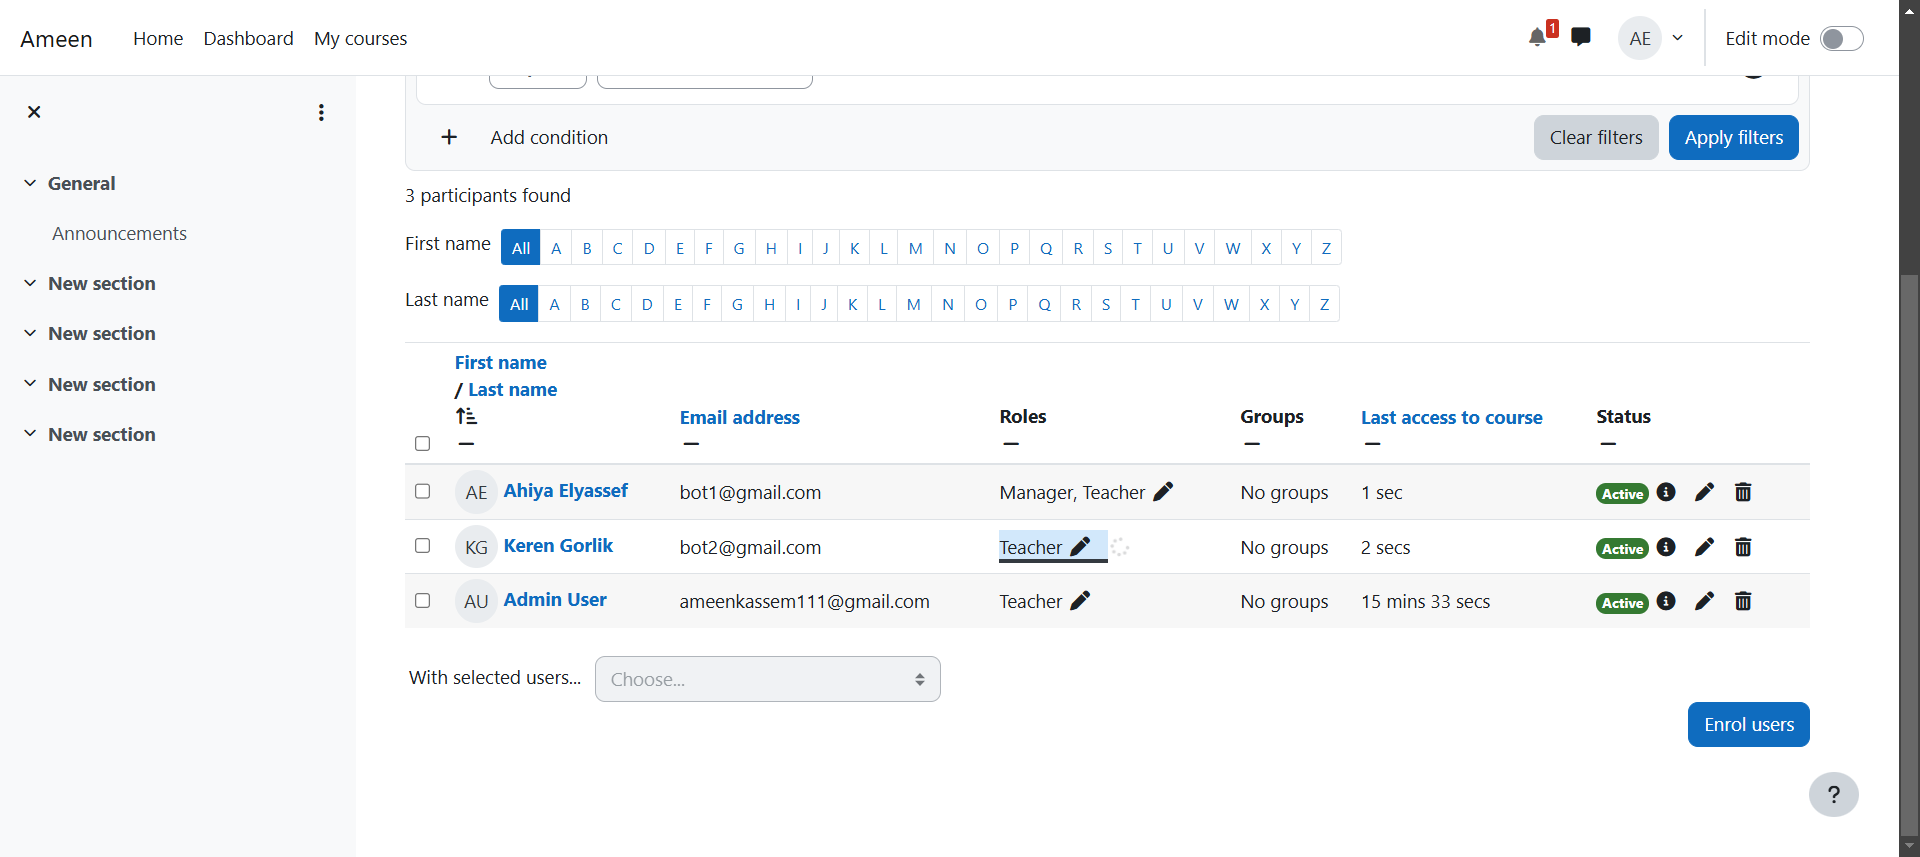 Ameen Home Dashboard My courses 1 AE Edit mode
Add condition Clear filters Apply filters
General
Announcements
New section
New section
New section
New section
3 participants found
First name All A B C D E F G H I J K L M N O P Q R S T U V W X Y Z
Last name All A B C D E F G H I J K L M N O P Q R S T U V W X Y Z
First name
/ Last name
Email address Roles Groups Last access to course Status
AE Ahiya Elyassef bot1@gmail.com Manager, Teacher No groups 1 sec Active
KG Keren Gorlik bot2@gmail.com Teacher No groups 2 secs Active
AU Admin User ameenkassem111@gmail.com Teacher No groups 15 mins 33 secs Active
With selected users... Choose...
Enrol users
?